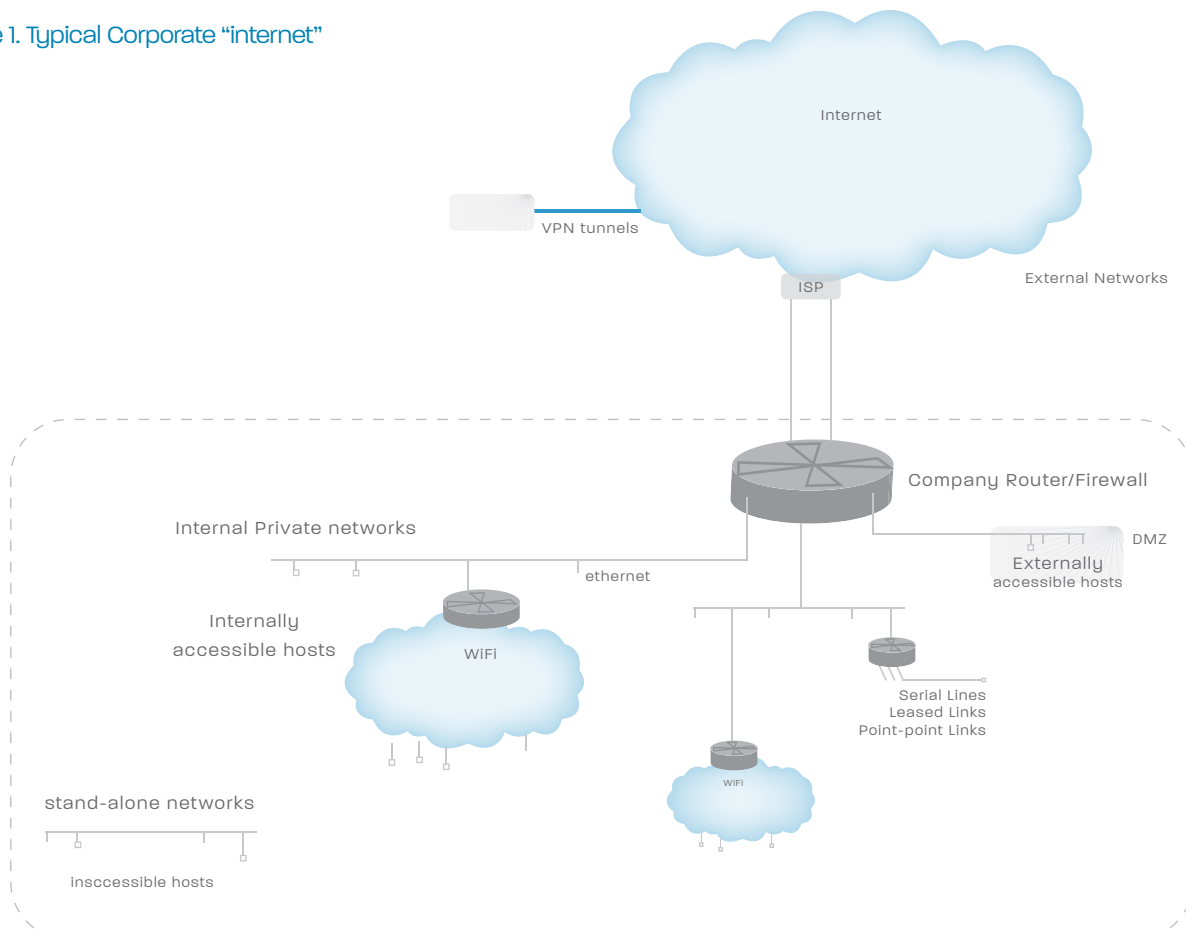 e 1. Typical Corporate “internet”
Internet
VPN tunnels
External Networks
ISP
Company Router/Firewall
Internal Private networks
DMZ
Externally
accessible hosts
ethernet
Internally
accessible hosts
WiFi
Serial Lines
Leased Links
Point-point Links
WiFi
stand-alone networks
insccessible hosts